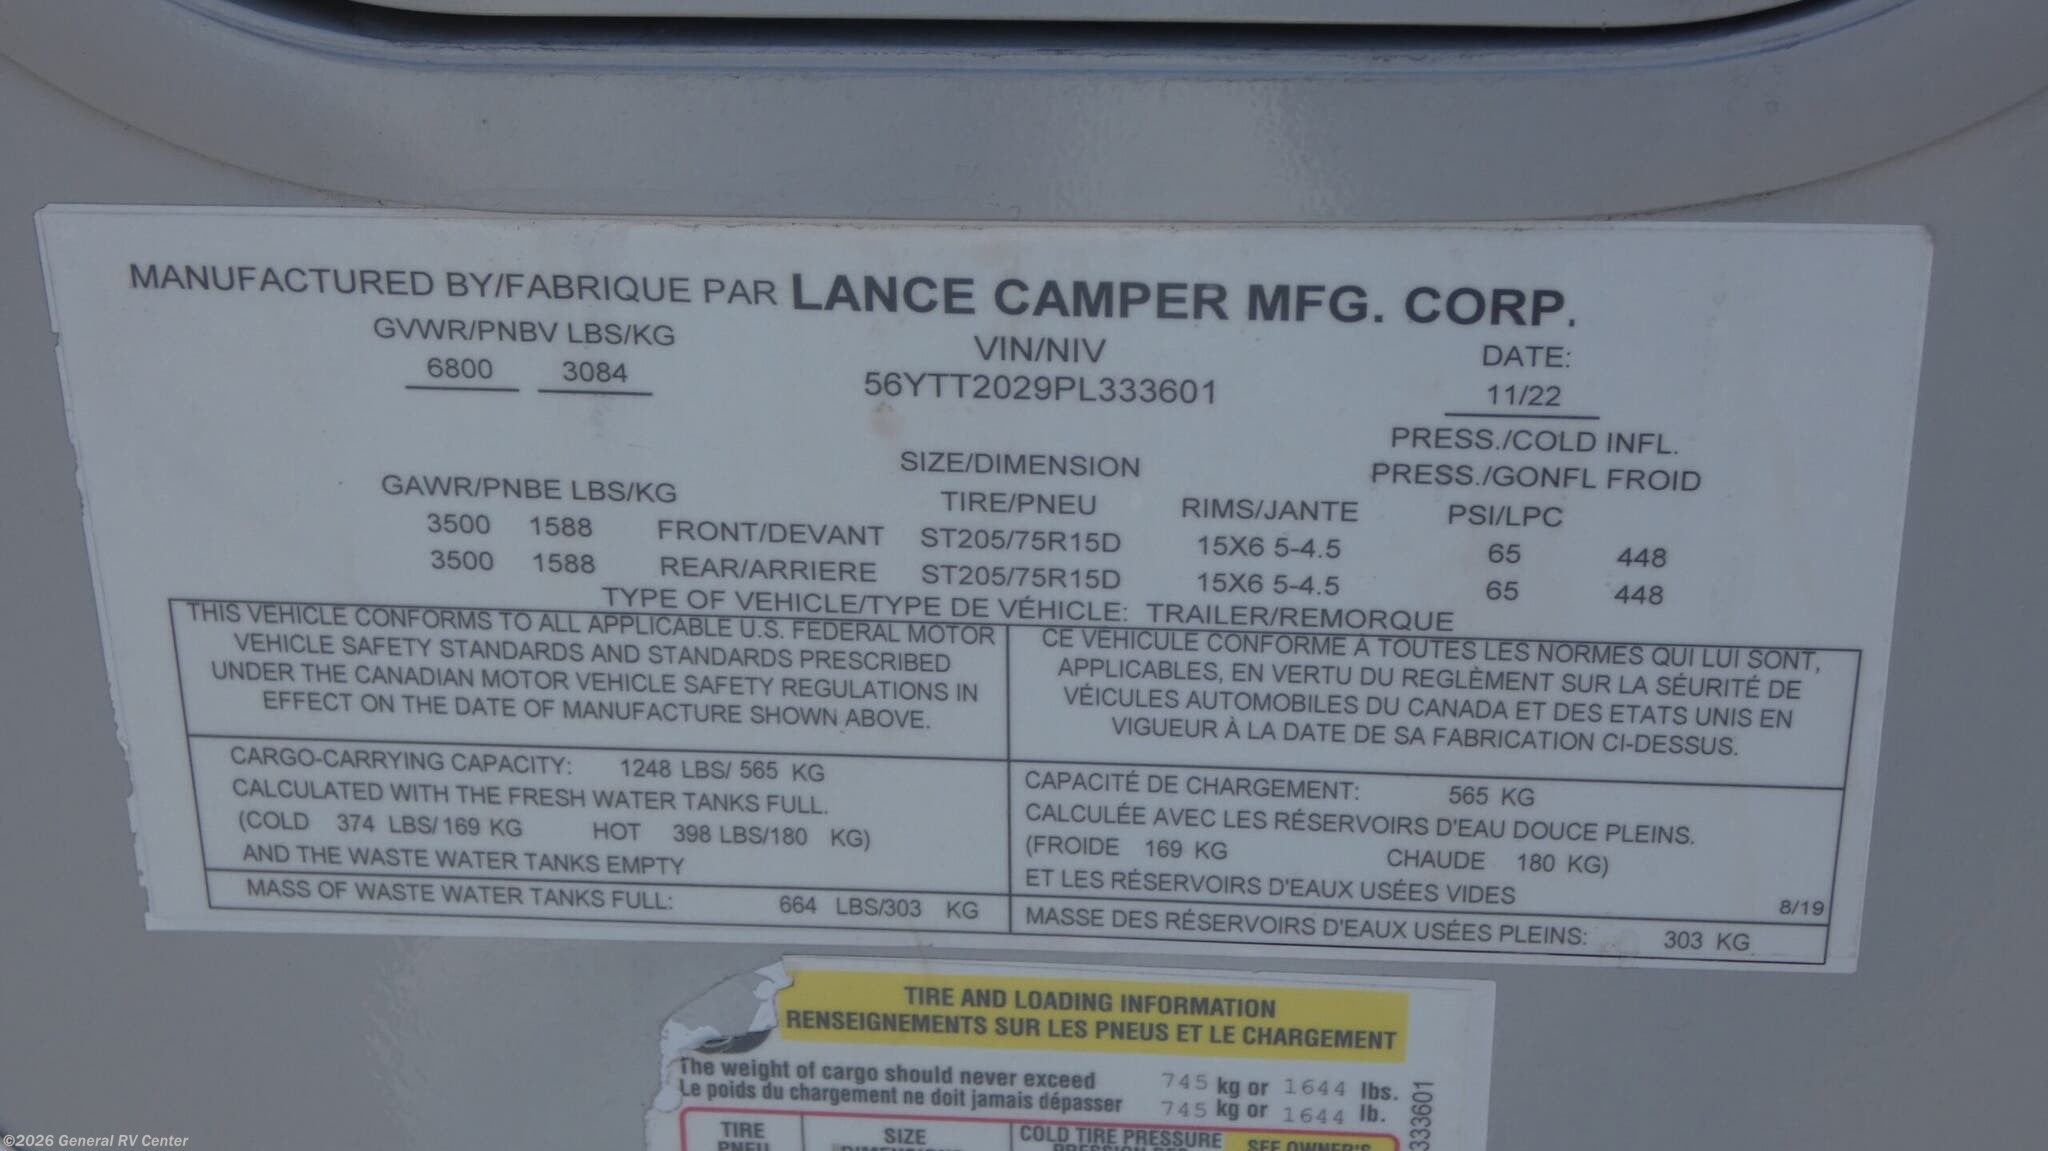 MANUFACTURED BY/FABRIQUE PAR LANCE CAMPER MFG. CORP.
GVWR/PNBV LBS/KG VIN/NIV DATE:
6800 3084 56YTT2029PL333601 11/22
PRESS./COLD INFL.
SIZE/DIMENSION PRESS./GONFL FROID
GAWR/PNBE LBS/KG TIRE/PNEU RIMS/JANTE PSI/LPC
3500 1588 FRONT/DEVANT ST205/75R15D 15X6 5-4.5 65 448
3500 1588 REAR/ARRIERE ST205/75R15D 15X6 5-4.5 65 448
TYPE OF VEHICLE/TYPE DE VÉHICLE: TRAILER/REMORQUE
THIS VEHICLE CONFORMS TO ALL APPLICABLE U.S. FEDERAL MOTOR
VEHICLE SAFETY STANDARDS AND STANDARDS PRESCRIBED
UNDER THE CANADIAN MOTOR VEHICLE SAFETY REGULATIONS IN
EFFECT ON THE DATE OF MANUFACTURE SHOWN ABOVE.
CE VÉHICULE CONFORME À TOUTES LES NORMES QUI LUI SONT,
APPLICABLES, EN VERTU DU REGLÈMENT SUR LA SÉURITÉ DE
VÉICULES AUTOMOBILES DU CANADA ET DES ETATS UNIS EN
VIGUEUR À LA DATE DE SA FABRICATION CI-DESSUS.
CARGO-CARRYING CAPACITY: 1248 LBS/ 565 KG
CALCULATED WITH THE FRESH WATER TANKS FULL.
(COLD 374 LBS/169 KG HOT 398 LBS/180 KG)
AND THE WASTE WATER TANKS EMPTY
MASS OF WASTE WATER TANKS FULL: 664 LBS/303 KG
CAPACITÉ DE CHARGEMENT: 565 KG
CALCULÉE AVEC LES RÉSERVOIRS D'EAU DOUCE PLEINS.
(FROIDE 169 KG CHAUDE 180 KG)
ET LES RÉSERVOIRS D'EAUX USÉES VIDES
8/19
MASSE DES RÉSERVOIRS D'EAUX USÉES PLEINS: 303 KG
TIRE AND LOADING INFORMATION
RENSEIGNEMENTS SUR LES PNEUS ET LE CHARGEMENT
The weight of cargo should never exceed 745 kg or 1644 lbs.
Le poids du chargement ne doit jamais dépasser 745 kg or 1644 lb.
333601
TIRE SIZE COLD TIRE PRESSURE SEE OWNER'S
PNEU
©2026 General RV Center